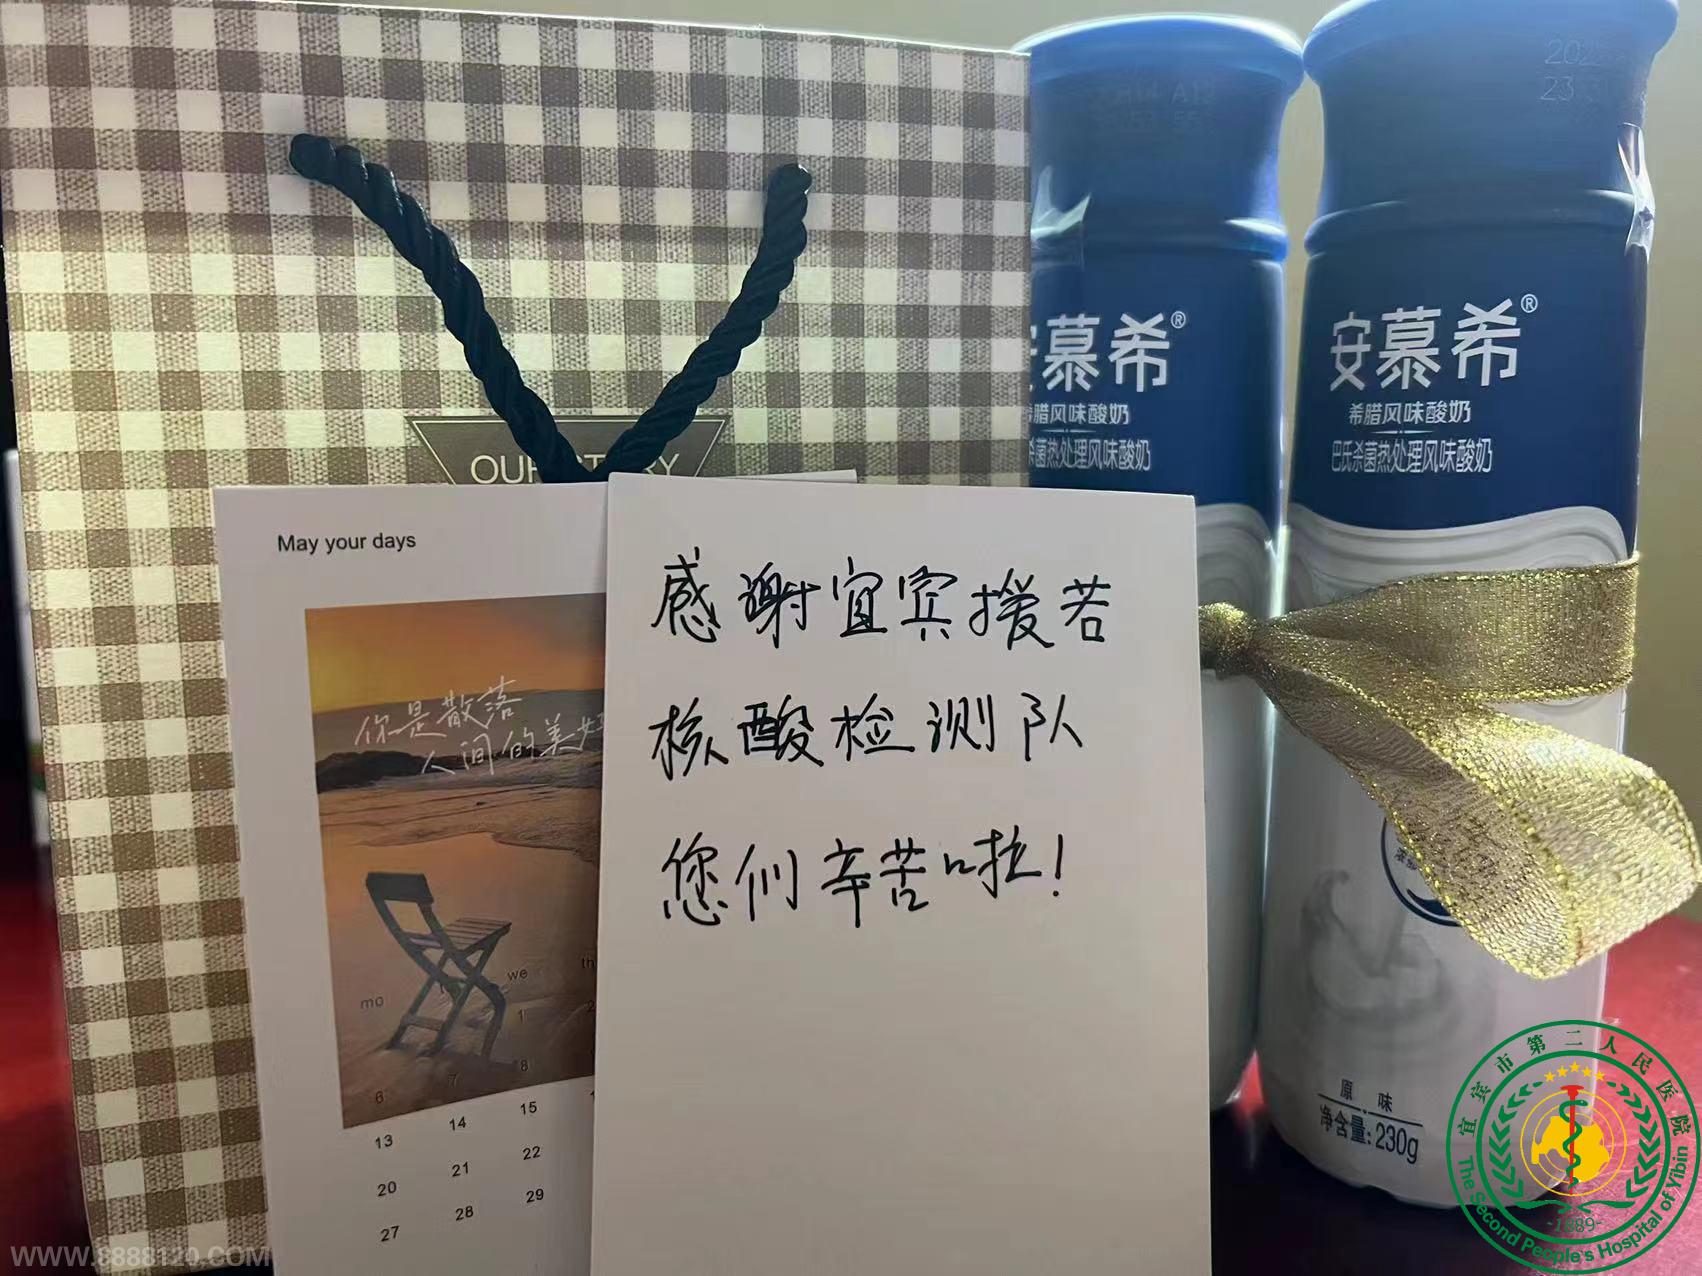 OUR STORY
May your days
你是散落
人间的美好
mo
we
th
1
6
7
8
13
14
15
20
21
22
27
28
29
感谢宜宾援若
核酸检测队
您们辛苦啦！
慕希®
希腊风味酸奶
杀菌热处理风味酸奶
安慕希®
希腊风味酸奶
巴氏杀菌热处理风味酸奶
原味
净含量:230g
宜宾市第二人民医院
-1889-
The Second People's Hospital of Yibin
WWW.8888120.COM